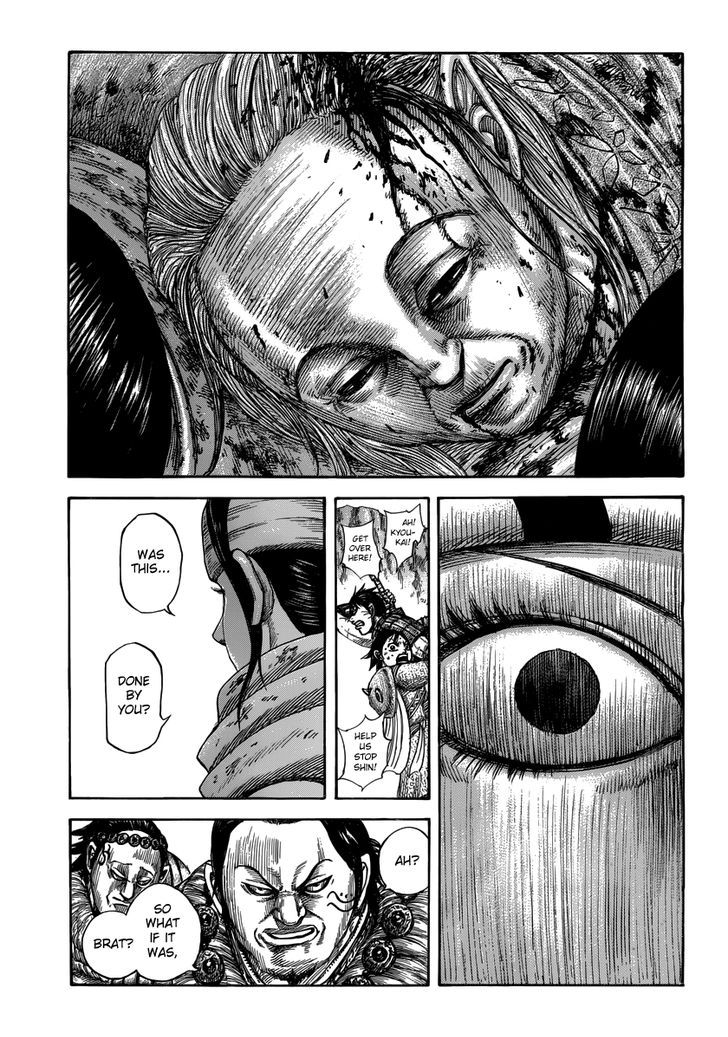 AH!
KYOU-
KAI!
GET
OVER
HERE!
HELP
US
STOP
SHIN!
WAS
THIS...
DONE
BY
YOU?
AH?
SO
WHAT
IF IT
WAS,
BRAT?